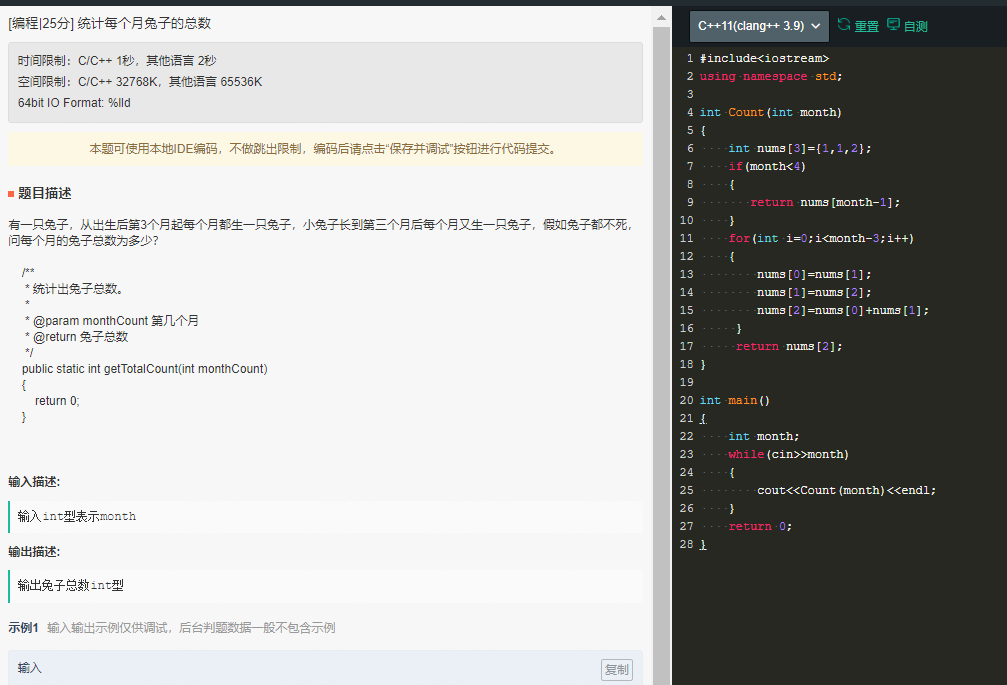 [编程|25分] 统计每个月兔子的总数
时间限制：C/C++ 1秒，其他语言 2秒
空间限制：C/C++ 32768K，其他语言 65536K
64bit IO Format: %lld
本题可使用本地IDE编码，不做跳出限制，编码后请点击“保存并调试”按钮进行代码提交。
题目描述
有一只兔子，从出生后第3个月起每个月都生一只兔子，小兔子长到第三个月后每个月又生一只兔子，假如兔子都不死，
问每个月的兔子总数为多少？
/**
* 统计出兔子总数。
*
* @param monthCount 第几个月
* @return 兔子总数
*/
public static int getTotalCount(int monthCount)
{
return 0;
}
输入描述:
输入int型表示month
输出描述:
输出兔子总数int型
示例1 输入输出示例仅供调试，后台判题数据一般不包含示例
输入
复制
C++11(clang++ 3.9) 重置 自测
1 #include<iostream>
2 using namespace std;
3
4 int Count(int month)
5 {
6 int nums[3]={1,1,2};
7 if(month<4)
8 {
9 return nums[month-1];
10 }
11 for(int i=0;i<month-3;i++)
12 {
13 nums[0]=nums[1];
14 nums[1]=nums[2];
15 nums[2]=nums[0]+nums[1];
16 }
17 return nums[2];
18 }
19
20 int main()
21 {
22 int month;
23 while(cin>>month)
24 {
25 cout<<Count(month)<<endl;
26 }
27 return 0;
28 }